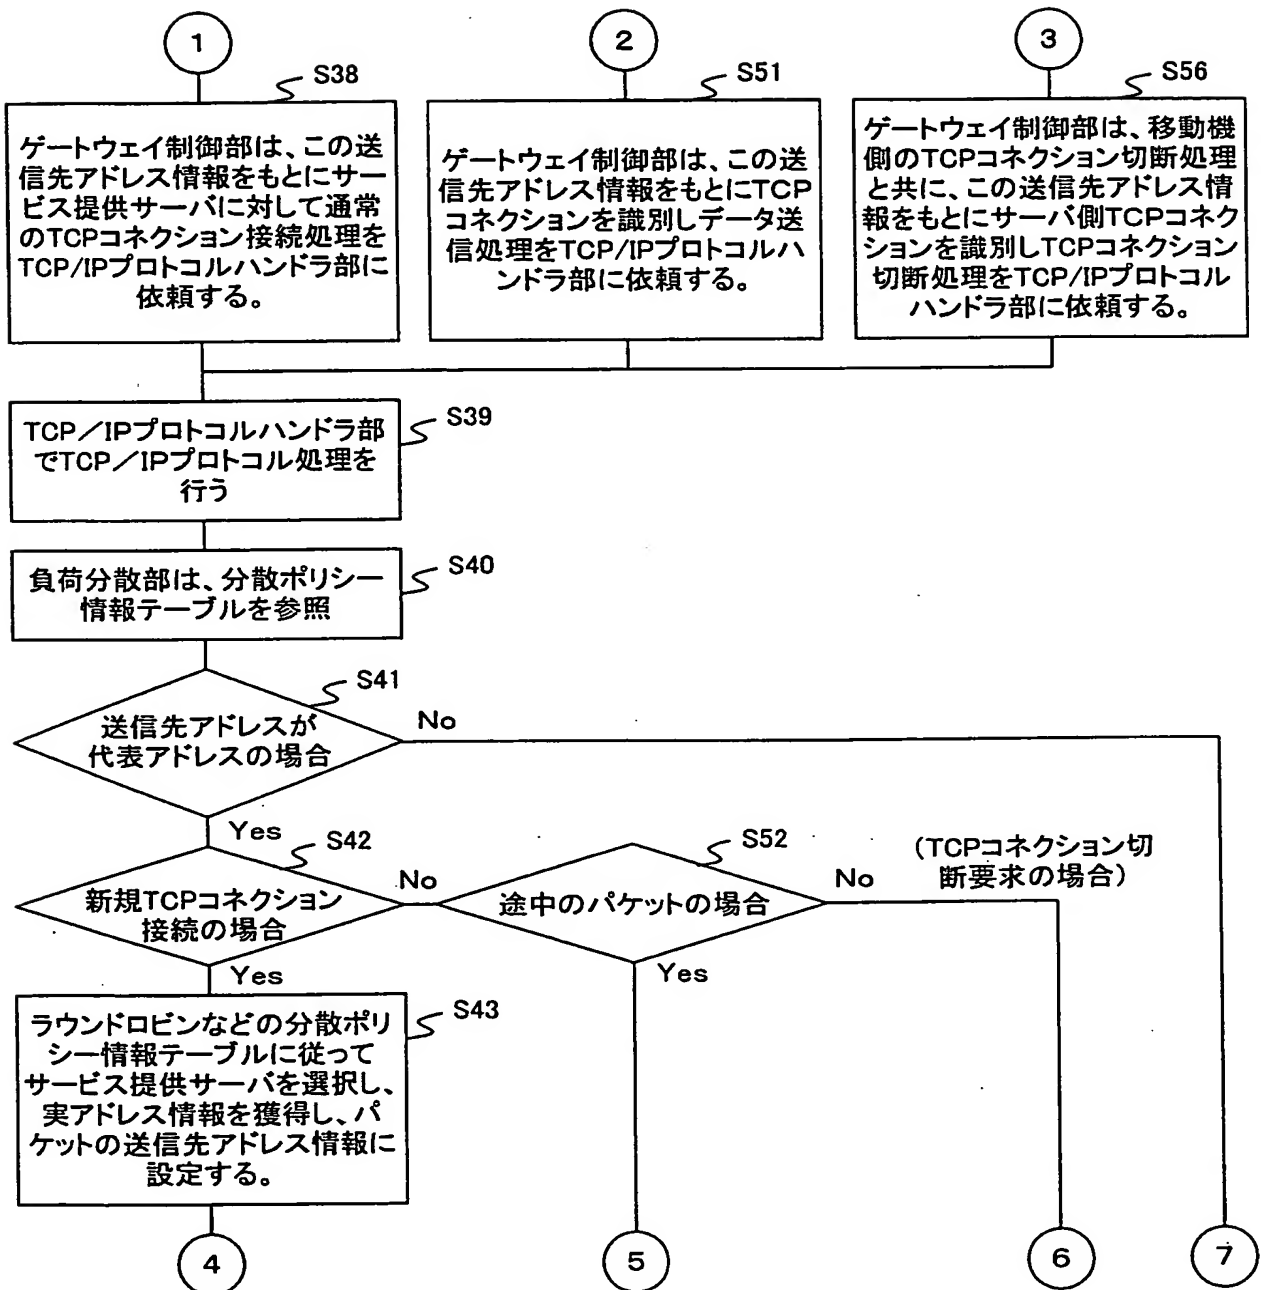 1
2
3
S38
S51
S56
ゲートウェイ制御部は、この送
信先アドレス情報をもとにサー
ビス提供サーバに対して通常
のTCPコネクション接続処理を
TCP/IPプロトコルハンドラ部に
依頼する。
ゲートウェイ制御部は、この送
信先アドレス情報をもとにTCP
コネクションを識別しデータ送
信処理をTCP/IPプロトコルハ
ンドラ部に依頼する。
ゲートウェイ制御部は、移動機
側のTCPコネクション切断処理
と共に、この送信先アドレス情
報をもとにサーバ側TCPコネク
ションを識別しTCPコネクション
切断処理をTCP/IPプロトコル
ハンドラ部に依頼する。
S39
TCP/IPプロトコルハンドラ部
でTCP/IPプロトコル処理を
行う
S40
負荷分散部は、分散ポリシー
情報テーブルを参照
S41
送信先アドレスが
代表アドレスの場合
No
Yes
S42
新規TCPコネクション
接続の場合
No
Yes
S52
途中のパケットの場合
No
(TCPコネクション切
断要求の場合)
Yes
S43
ラウンドロビンなどの分散ポリ
シー情報テーブルに従って
サービス提供サーバを選択し、
実アドレス情報を獲得し、パ
ケットの送信先アドレス情報に
設定する。
4
5
6
7